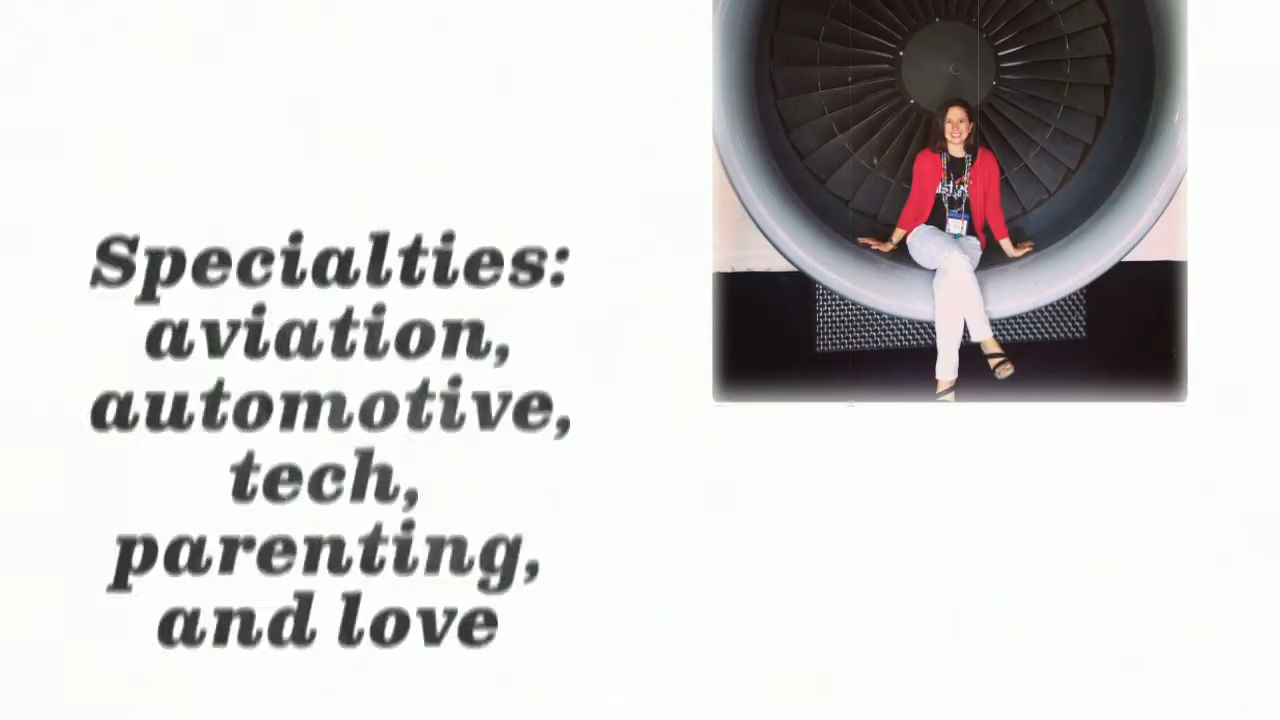 Specialties:
aviation,
automotive,
tech,
parenting,
and love